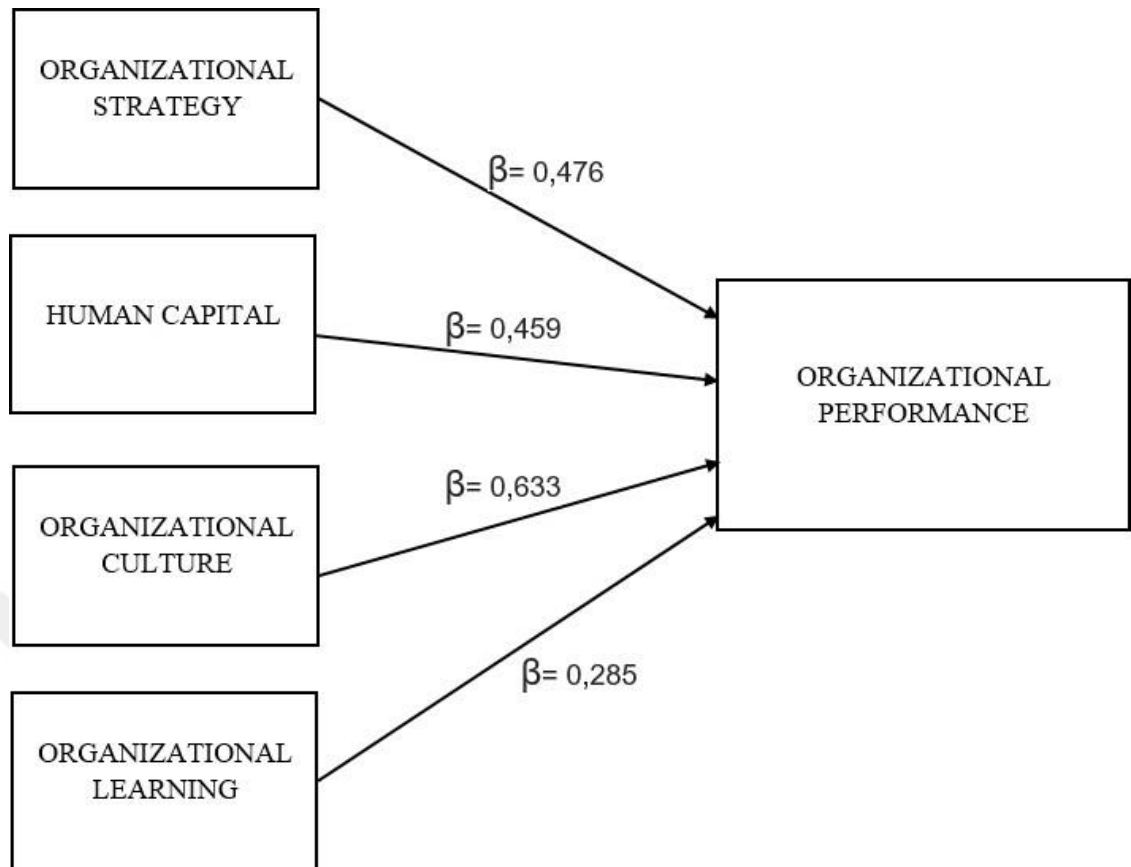 ORGANIZATIONAL
STRATEGY
β= 0,476
HUMAN CAPITAL
β= 0,459
ORGANIZATIONAL
PERFORMANCE
ORGANIZATIONAL
CULTURE
β= 0,633
ORGANIZATIONAL
LEARNING
β= 0,285